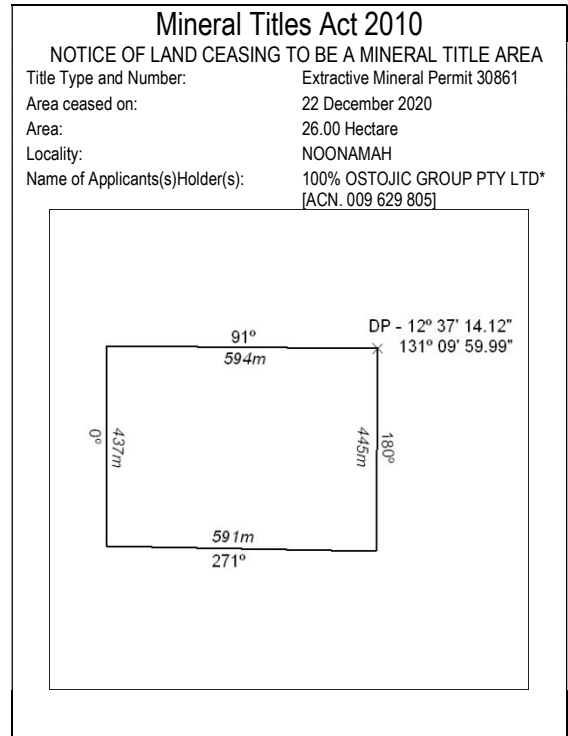 Mineral Titles Act 2010
NOTICE OF LAND CEASING TO BE A MINERAL TITLE AREA
Title Type and Number: Extractive Mineral Permit 30861
Area ceased on: 22 December 2020
Area: 26.00 Hectare
Locality: NOONAMAH
Name of Applicants(s)Holder(s): 100% OSTOJIC GROUP PTY LTD*
[ACN. 009 629 805]
DP - 12º 37' 14.12"
131º 09' 59.99"
91º
594m
0º
437m
445m
180º
591m
271º